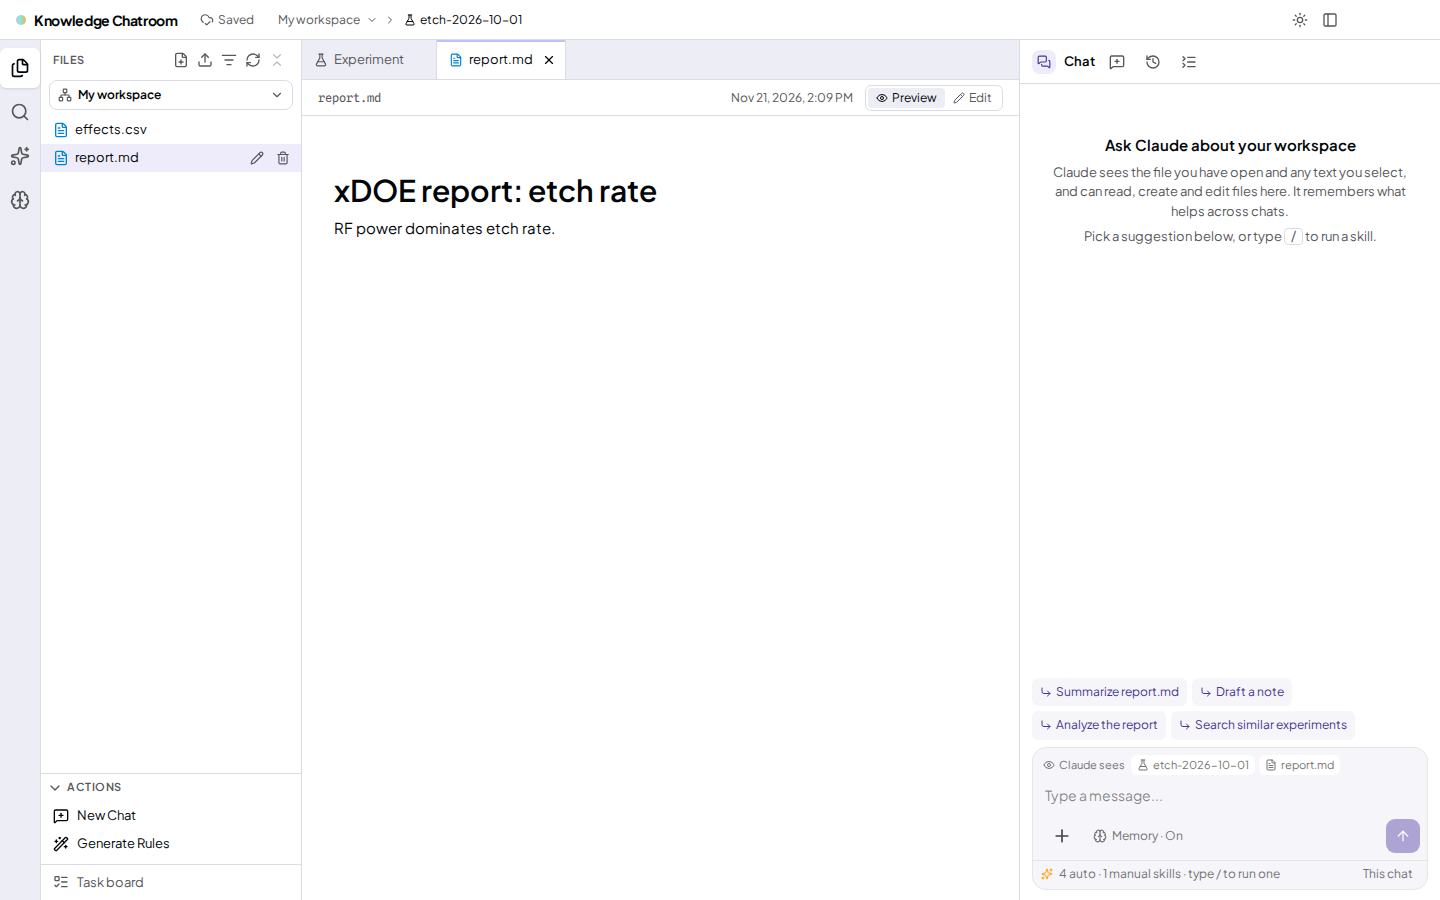 Knowledge Chatroom
Saved
My workspace
etch-2026-10-01
FILES
My workspace
effects.csv
report.md
ACTIONS
New Chat
Generate Rules
Task board
Experiment
report.md
report.md
Nov 21, 2026, 2:09 PM
Preview
Edit
xDOE report: etch rate
RF power dominates etch rate.
Chat
Ask Claude about your workspace
Claude sees the file you have open and any text you select,
and can read, create and edit files here. It remembers what
helps across chats.
Pick a suggestion below, or type / to run a skill.
Summarize report.md
Draft a note
Analyze the report
Search similar experiments
Claude sees
etch-2026-10-01
report.md
Type a message...
Memory · On
4 auto · 1 manual skills · type / to run one
This chat